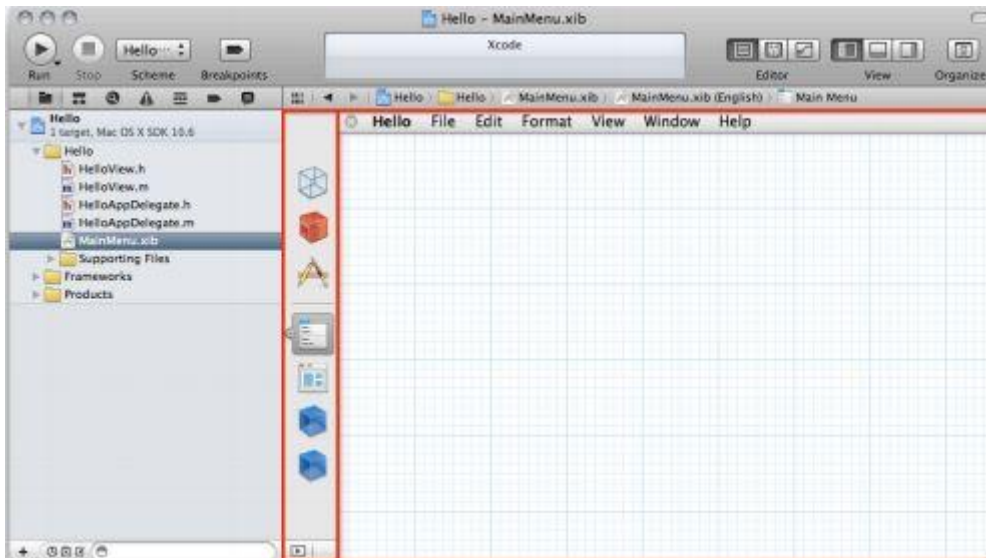 Hello - MainMenu.xib
Hello... Xcode
Run Stop Scheme Breakpoints Editor View Organize
Hello Hello MainMenu.xib MainMenu.xib (English) Main Menu
Hello
1 target, Mac OS X SDK 10.6
Hello File Edit Format View Window Help
Hello
HelloView.h
HelloView.m
HelloAppDelegate.h
HelloAppDelegate.m
MainMenu.xib
Supporting Files
Frameworks
Products